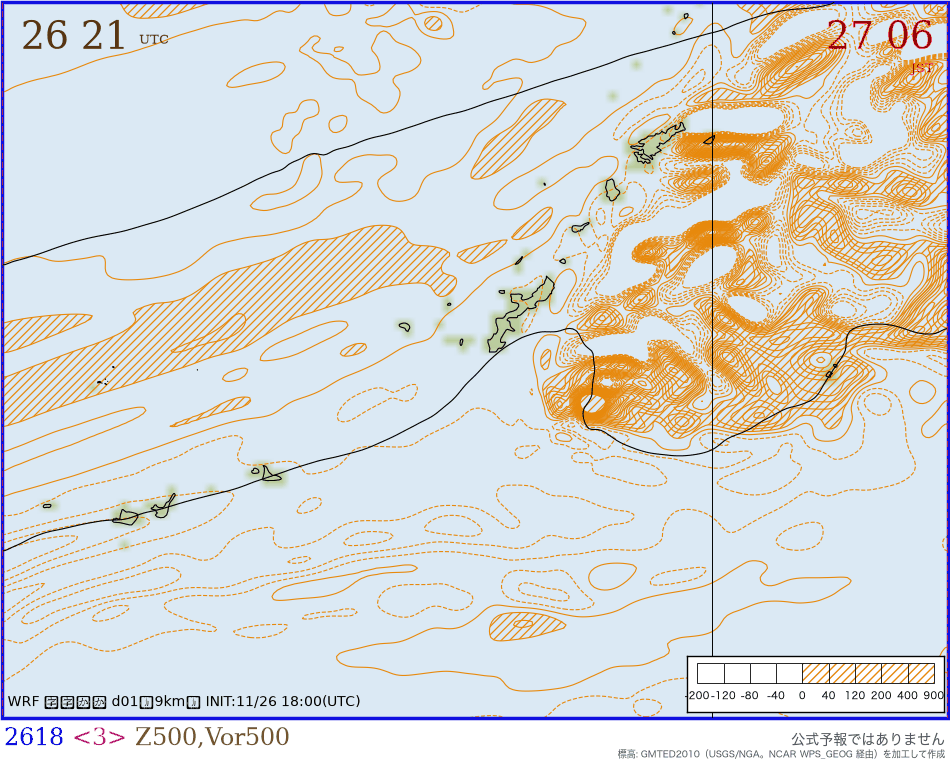 26 21 UTC
27 06
JST
-200 -120 -80 -40 0 40 120 200 400 900
WRF d01 9km INIT:11/26 18:00(UTC)
2618 <3> Z500,Vor500
公式予報ではありません
標高: GMTED2010（USGS/NGA。NCAR WPS_GEOG 経由）を加工して作成